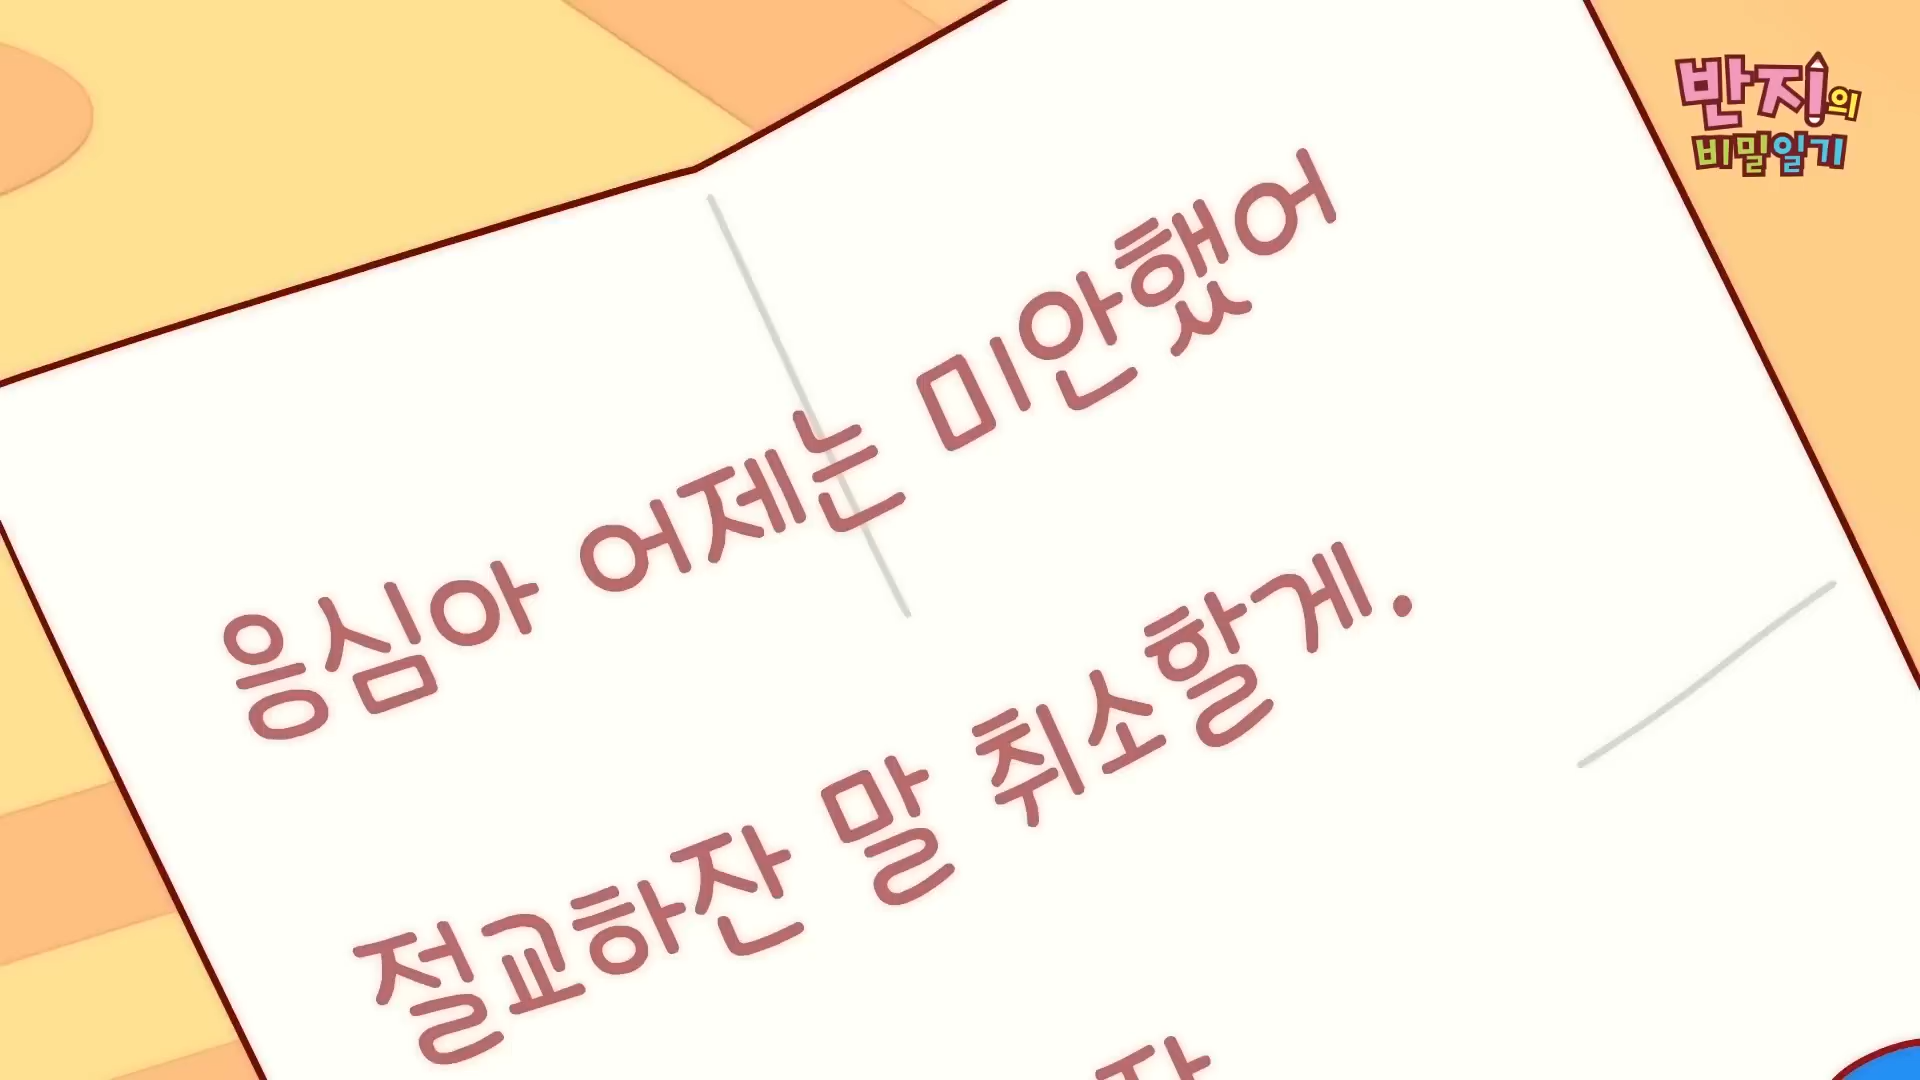 반지의
비밀일기
응심아 어제는 미안했어
절교하잔 말 취소할게.